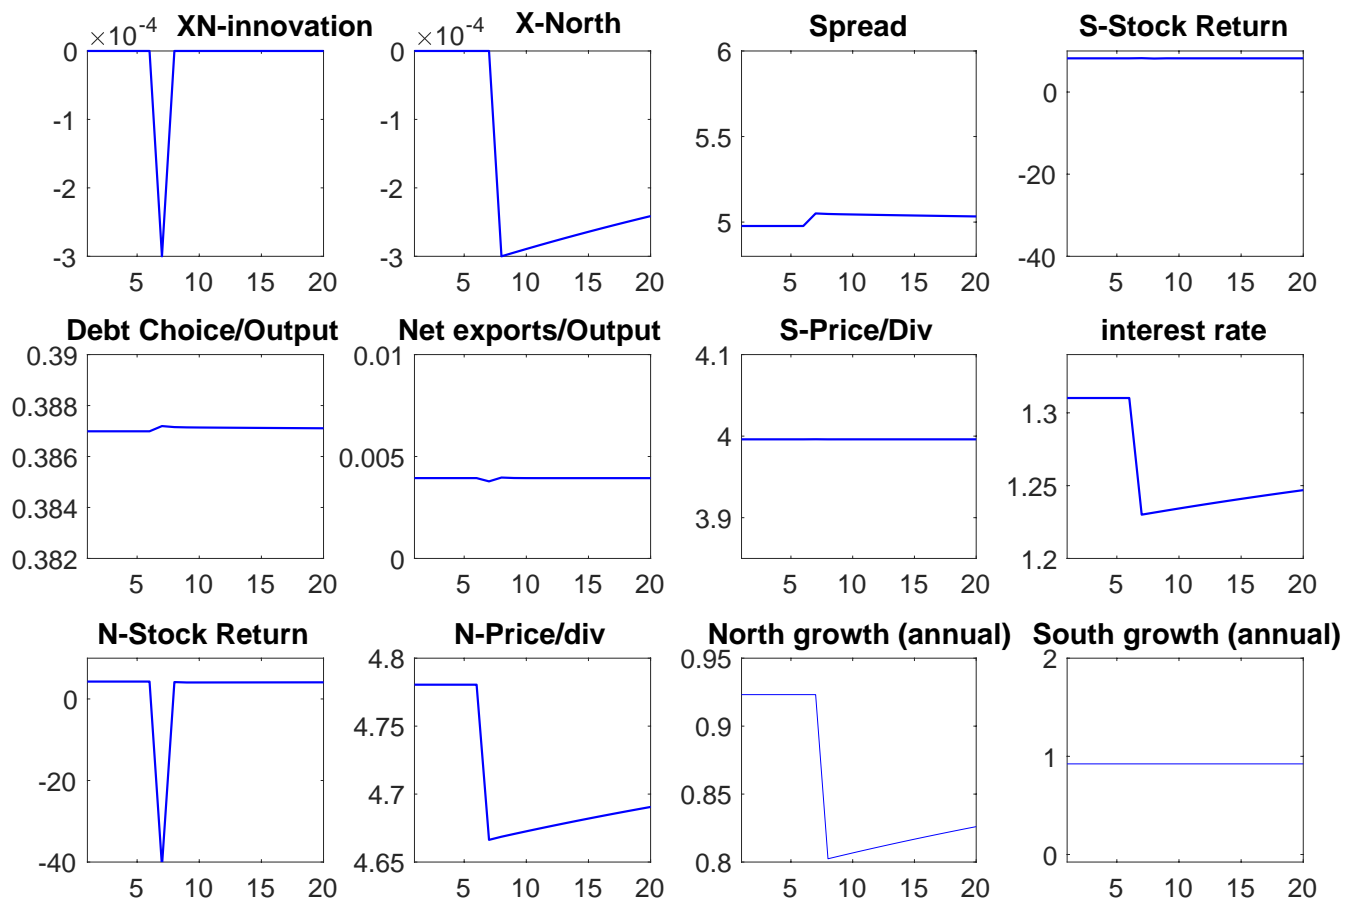 XN-innovation
×10⁻⁴
0
-1
-2
-3
5 10 15 20
X-North
×10⁻⁴
0
-1
-2
-3
5 10 15 20
Spread
6
5.5
5
5 10 15 20
S-Stock Return
0
-20
-40
5 10 15 20
Debt Choice/Output
0.39
0.388
0.386
0.384
0.382
5 10 15 20
Net exports/Output
0.01
0.005
0
5 10 15 20
S-Price/Div
4.1
4
3.9
5 10 15 20
interest rate
1.3
1.25
1.2
5 10 15 20
N-Stock Return
0
-20
-40
5 10 15 20
N-Price/div
4.8
4.75
4.7
4.65
5 10 15 20
North growth (annual)
0.95
0.9
0.85
0.8
5 10 15 20
South growth (annual)
2
1
0
5 10 15 20